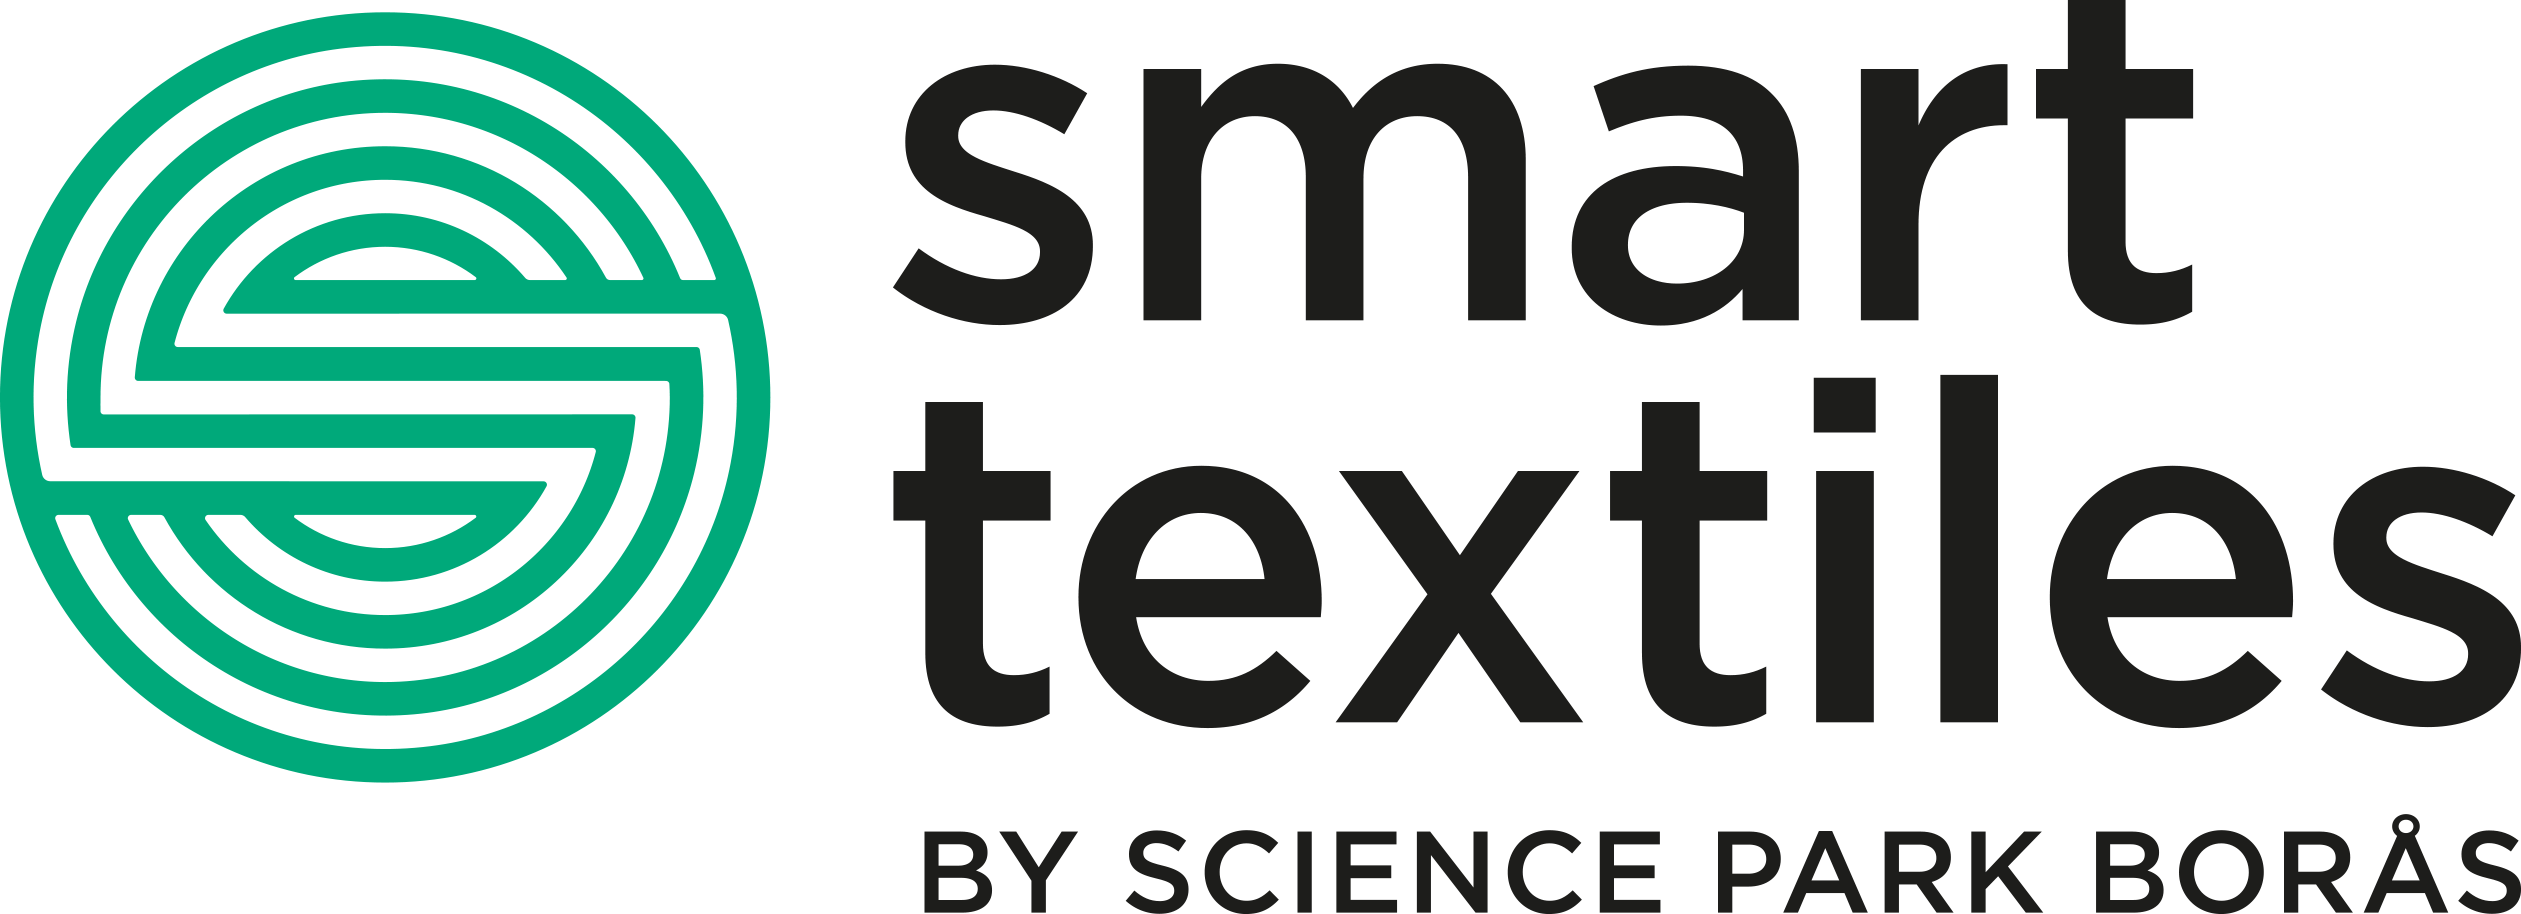 smart
textiles
BY SCIENCE PARK BORÅS